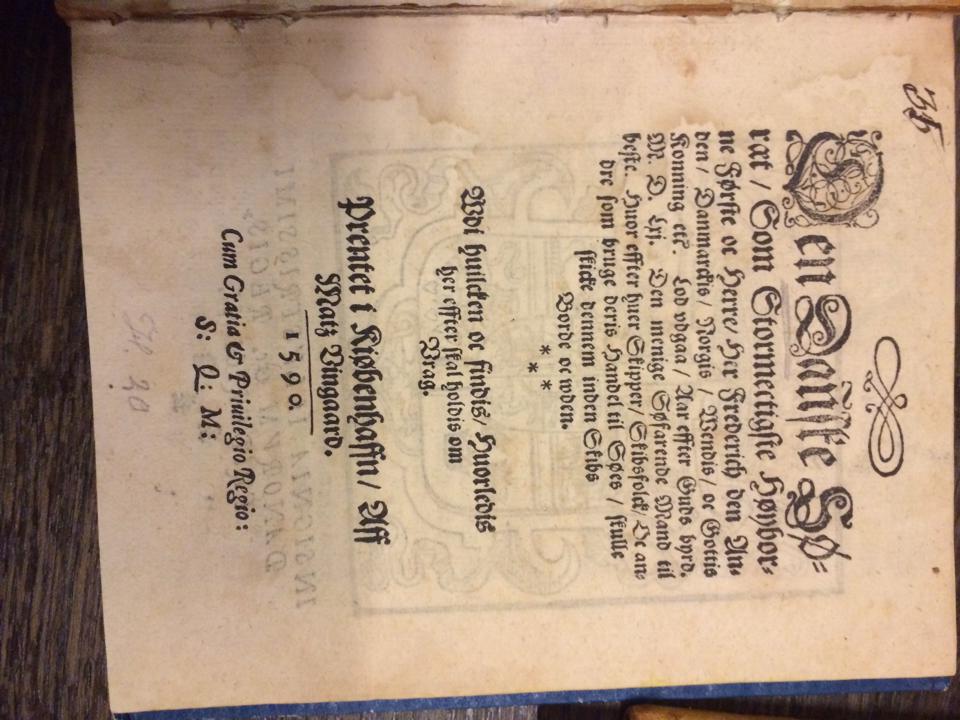 35
Den Danske Sø-
ræt / Som Stormectigste Høybor-
ne Første oc Herre/ Her Frederich den An-
den / Danmarckis / Norgis / Wendis / oc Gottis
Konning etc. Lod vdgaa / Aar effter Guds byrd.
M. D. Lxj. Den menige Søfarende Mand til
beste. Huor effter huer Skipper / Skibsfolck/ Oc an-
dre som bruge deris Handel til Søes / skulle
skicke dennem inden Skibs
Borde oc wden.
* * *
Wdi huilcken oc findis/ Huorledis
her effter skal holdis om
Vrag.
Prentet i Kiøbenhaffn / Aff
Matz Vingaard.
1590.
Cum Gratia & Priuilegio Regio:
S: Q: M: